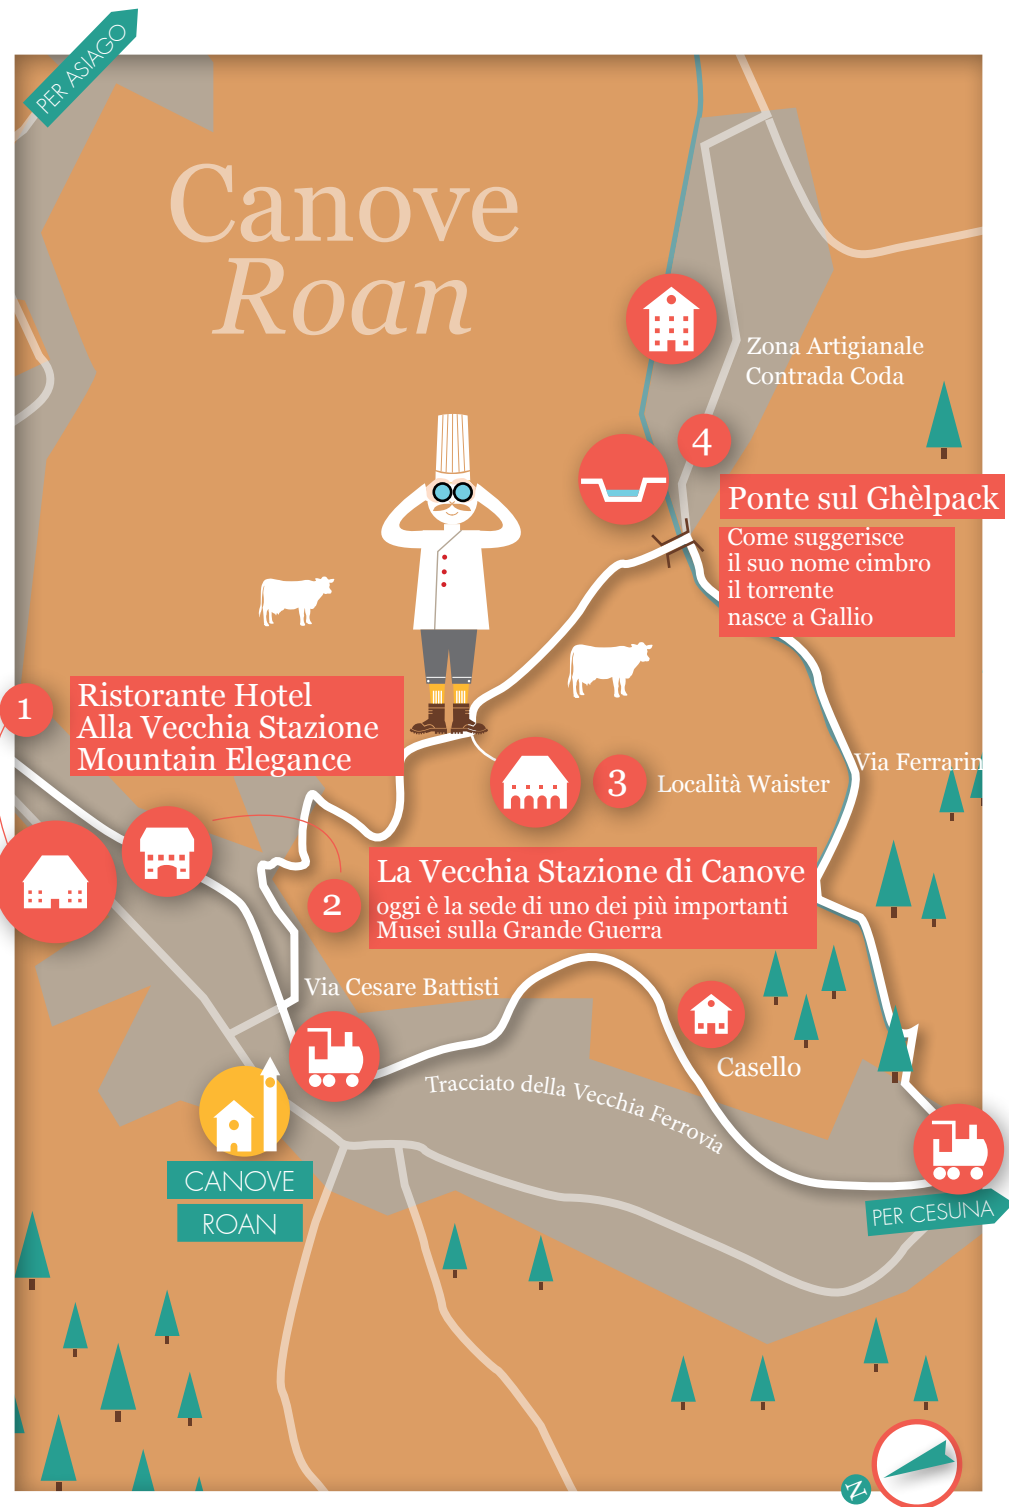 PER ASIAGO
Canove
Roan
Zona Artigianale
Contrada Coda
4
Ponte sul Ghèlpack
Come suggerisce
il suo nome cimbro
il torrente
nasce a Gallio
1
Ristorante Hotel
Alla Vecchia Stazione
Mountain Elegance
Via Ferrarin
3
Località Waister
2
La Vecchia Stazione di Canove
oggi è la sede di uno dei più importanti
Musei sulla Grande Guerra
Via Cesare Battisti
Casello
Tracciato della Vecchia Ferrovia
CANOVE
ROAN
PER CESUNA
N